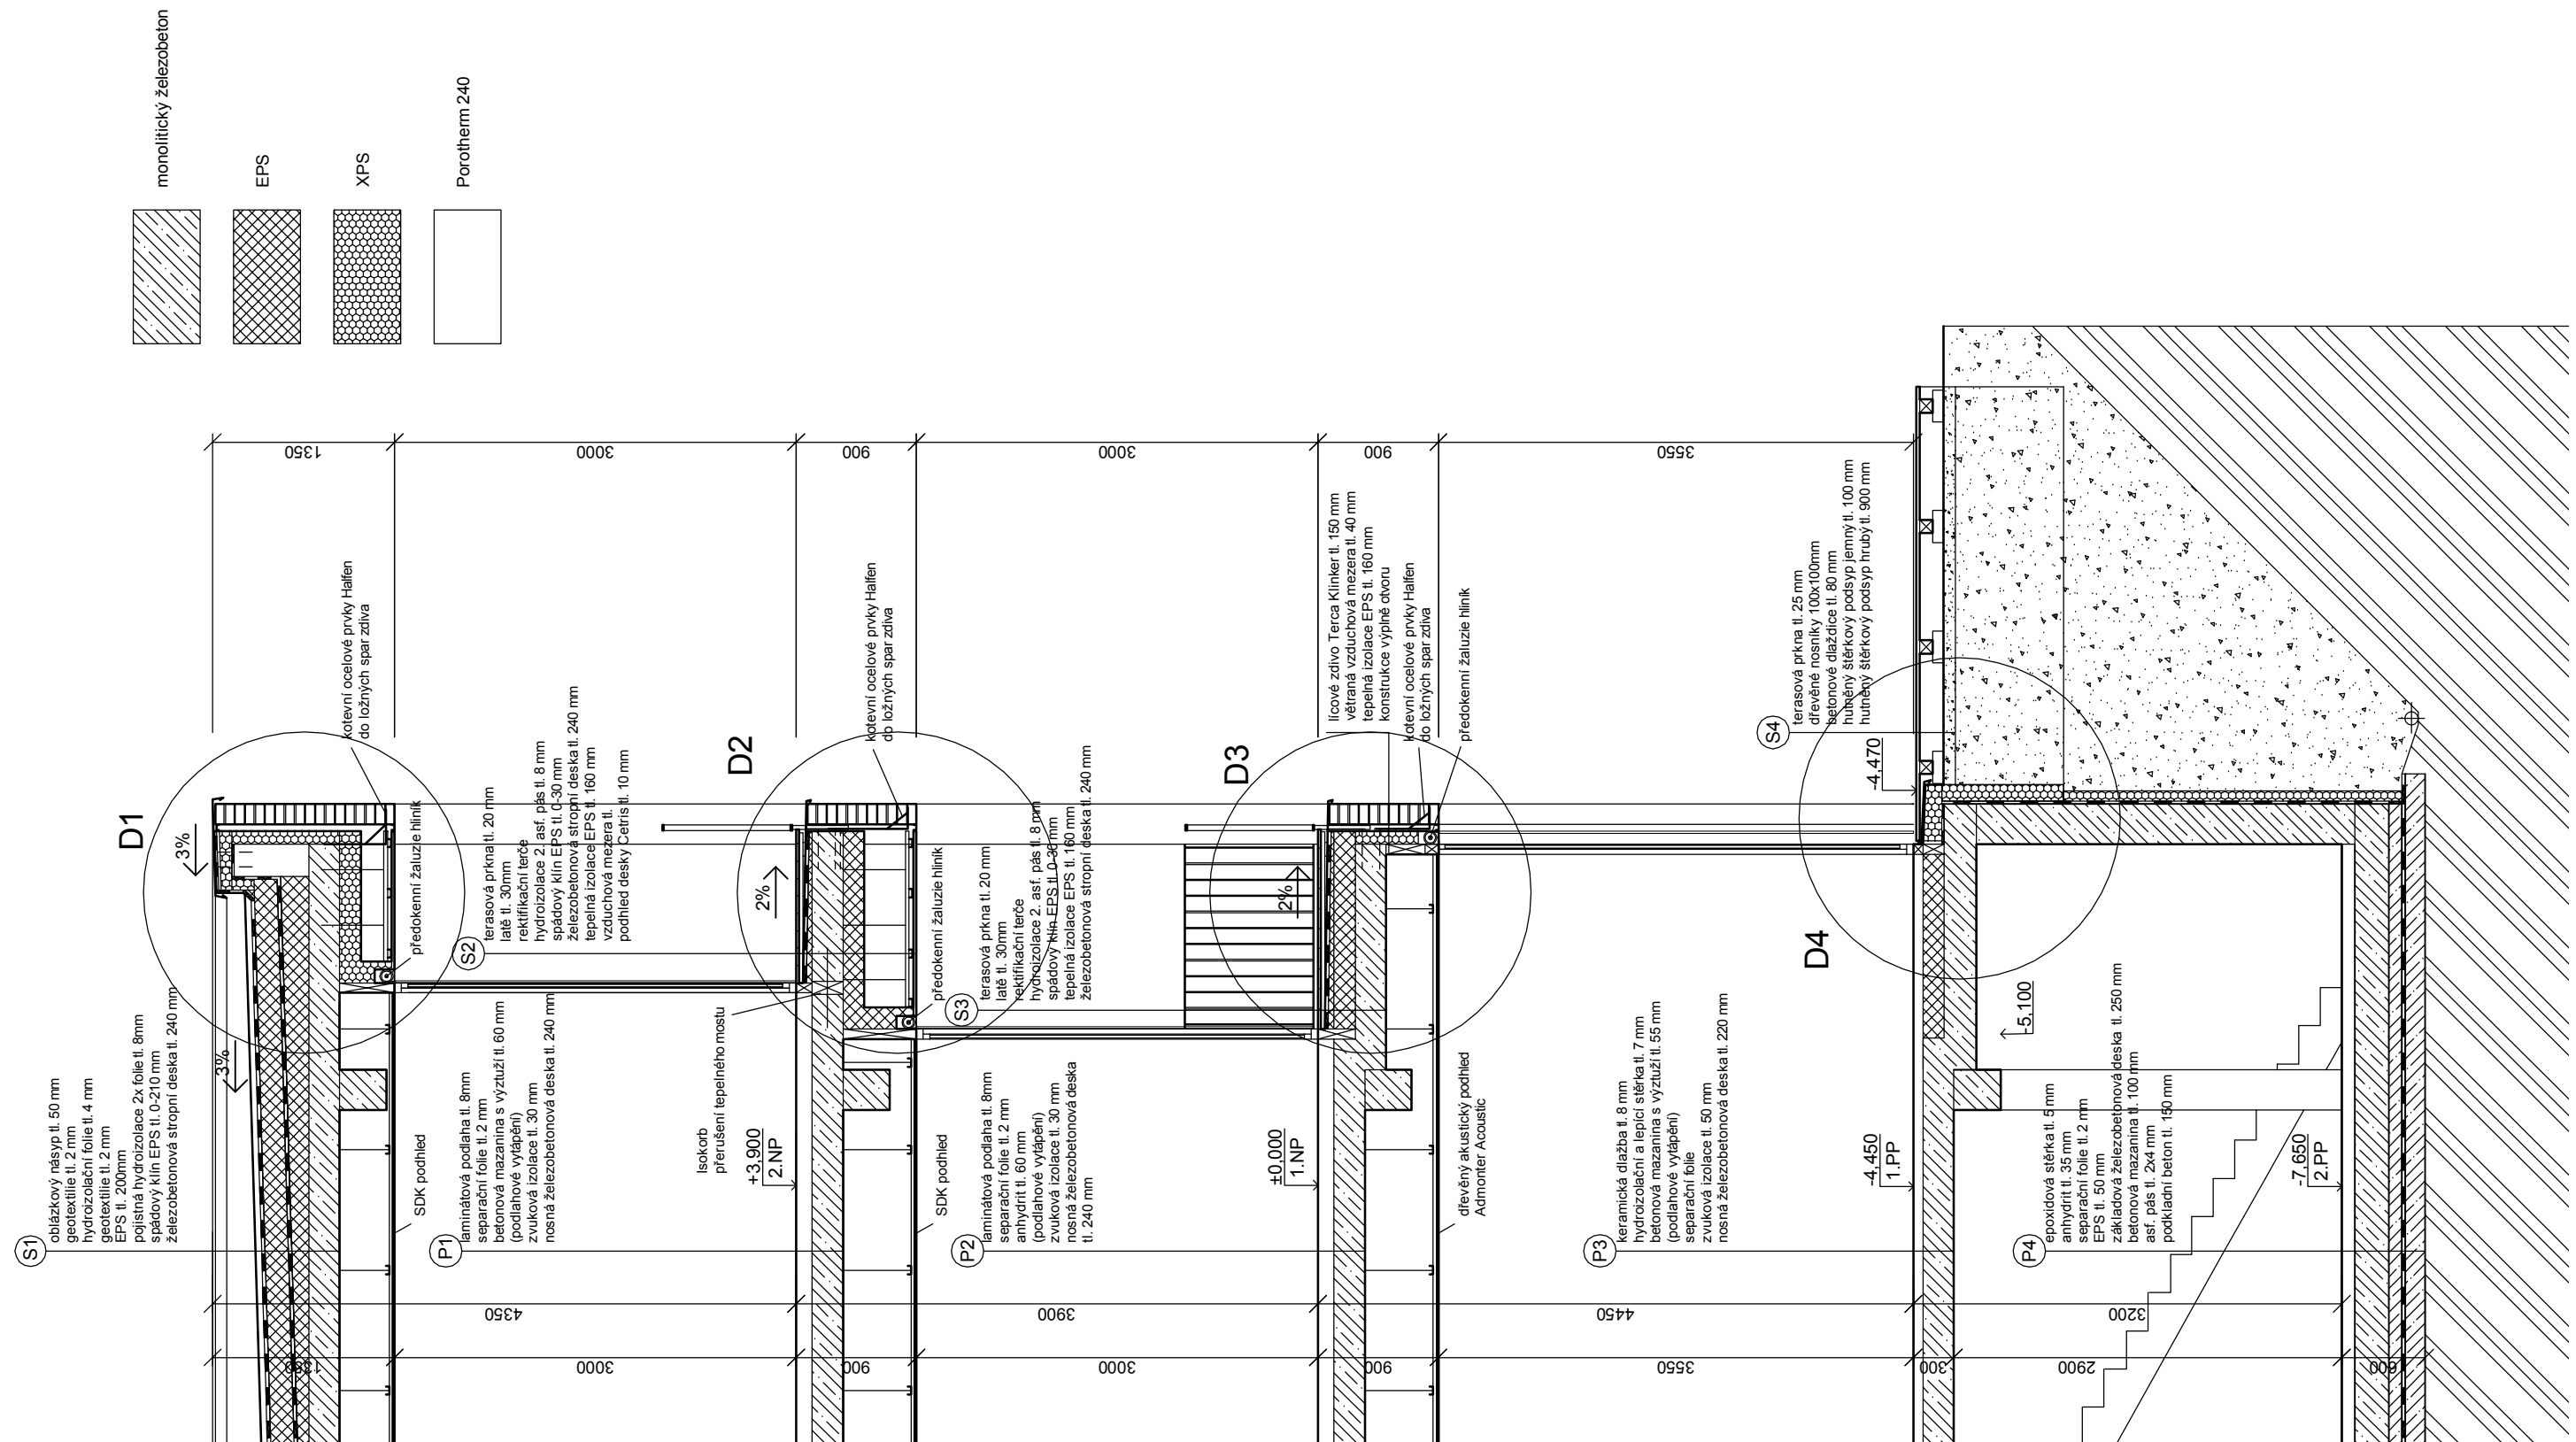 monolitický železobeton
EPS
XPS
Porotherm 240
D1
3%
3%
S1
oblázkový násyp tl. 50 mm
geotextilie tl. 2 mm
hydroizolační folie tl. 4 mm
geotextilie tl. 2 mm
EPS tl. 200mm
pojistná hydroizolace 2x folie tl. 8mm
spádový klín EPS tl. 0-210 mm
železobetonová stropní deska tl. 240 mm
kotevní ocelové prvky Halfen
do ložných spar zdiva
předokenní žaluzie hliník
SDK podhled
P1
laminátová podlaha tl. 8mm
separační folie tl. 2 mm
betonová mazanina s výztuží tl. 60 mm
(podlahové vytápění)
zvuková izolace tl. 30 mm
nosná železobetonová deska tl. 240 mm
S2
terasová prkna tl. 20 mm
latě tl. 30mm
rektifikační terče
hydroizolace 2. asf. pás tl. 8 mm
spádový klín EPS tl. 0-30 mm
železobetonová stropní deska tl. 240 mm
tepelná izolace EPS tl. 160 mm
vzduchová mezera tl.
podhled desky Cetris tl. 10 mm
Isokorb
přerušení tepelného mostu
D2
2%
+3,900
2.NP
kotevní ocelové prvky Halfen
do ložných spar zdiva
předokenní žaluzie hliník
SDK podhled
P2
laminátová podlaha tl. 8mm
separační folie tl. 2 mm
anhydrit tl. 60 mm
(podlahové vytápění)
zvuková izolace tl. 30 mm
nosná železobetonová deska
tl. 240 mm
S3
terasová prkna tl. 20 mm
latě tl. 30mm
rektifikační terče
hydroizolace 2. asf. pás tl. 8 mm
spádový klín EPS tl. 0-30 mm
tepelná izolace EPS tl. 160 mm
železobetonová stropní deska tl. 240 mm
D3
2%
±0,000
1.NP
lícové zdivo Terca Klinker tl. 150 mm
větraná vzduchová mezera tl. 40 mm
tepelná izolace EPS tl. 160 mm
konstrukce výplně otvoru
kotevní ocelové prvky Halfen
do ložných spar zdiva
předokenní žaluzie hliník
dřevěný akustický podhled
Admonter Acoustic
P3
keramická dlažba tl. 8 mm
hydroizolační a lepící stěrka tl. 7 mm
betonová mazanina s výztuží tl. 55 mm
(podlahové vytápění)
separační folie
zvuková izolace tl. 50 mm
nosná železobetonová deska tl. 220 mm
S4
terasová prkna tl. 25 mm
dřevěné nosníky 100x100mm
betonové dlaždice tl. 80 mm
hutněný štěrkový podsyp jemný tl. 100 mm
hutněný štěrkový podsyp hrubý tl. 900 mm
-4,470
D4
-4,450
1.PP
-5,100
P4
epoxidová stěrka tl. 5 mm
anhydrit tl. 35 mm
separační folie tl. 2 mm
EPS tl. 50 mm
základová železobetonová deska tl. 250 mm
betonová mazanina tl. 100 mm
asf. pás tl. 2x4 mm
podkladní beton tl. 150 mm
-7,650
2.PP
1350
3000
900
3000
900
3550
4350
3900
4450
3200
1350
3000
900
3000
900
3550
300
2900
600